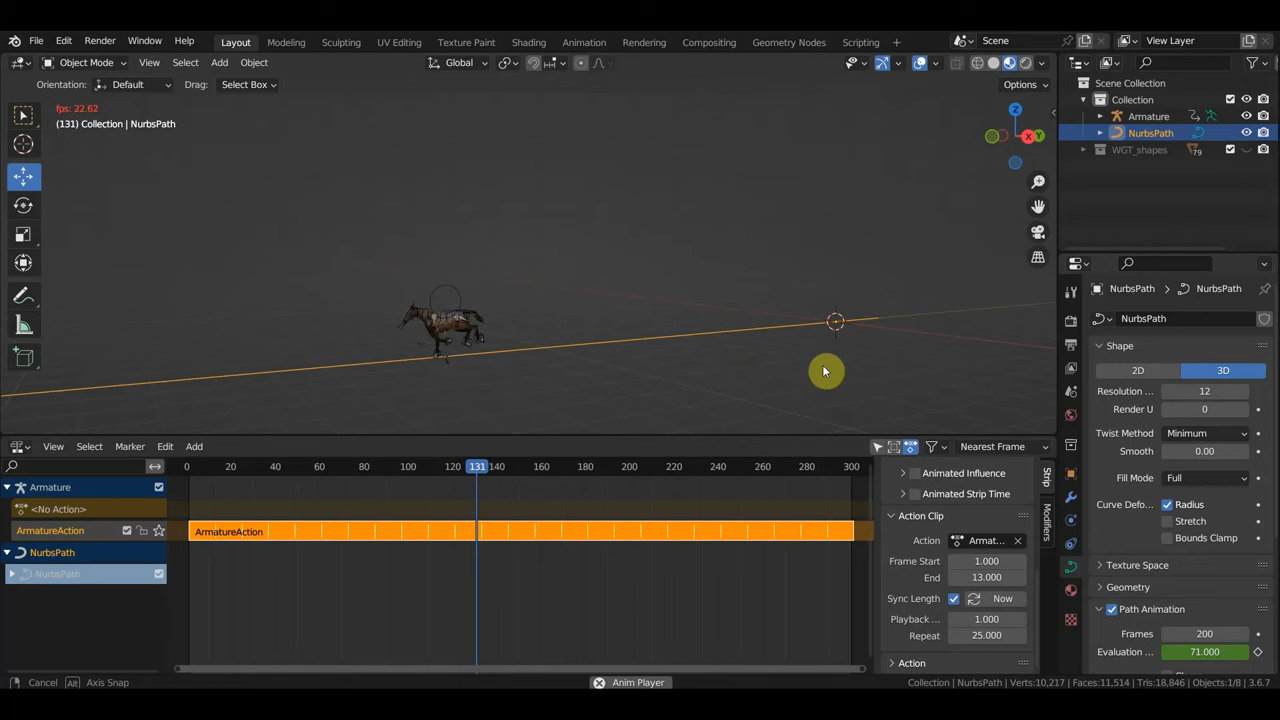 File Edit Render Window Help Layout Modeling Sculpting UV Editing Texture Paint Shading Animation Rendering Compositing Geometry Nodes Scripting + Scene View Layer
Object Mode View Select Add Object Global Options
Orientation: Default Drag: Select Box
fps: 22.62
(131) Collection | NurbsPath
Z
X
Y
Scene Collection
Collection
Armature
NurbsPath
WGT_shapes 79
NurbsPath NurbsPath
NurbsPath
Shape
2D 3D
Resolution ... 12
Render U 0
Twist Method Minimum
Smooth 0.00
Fill Mode Full
Curve Defo... Radius
Stretch
Bounds Clamp
Texture Space
Geometry
Path Animation
Frames 200
Evaluation ... 71.000
View Select Marker Edit Add Nearest Frame
0 20 40 60 80 100 120 131 140 160 180 200 220 240 260 280 300
Armature
<No Action>
ArmatureAction ArmatureAction
NurbsPath
NurbsPath
Animated Influence
Animated Strip Time
Action Clip
Action Armat...
Frame Start 1.000
End 13.000
Sync Length Now
Playback ... 1.000
Repeat 25.000
Action
Strip
Modifiers
Cancel Alt Axis Snap Anim Player Collection | NurbsPath | Verts:10,217 | Faces:11,514 | Tris:18,846 | Objects:1/8 | 3.6.7